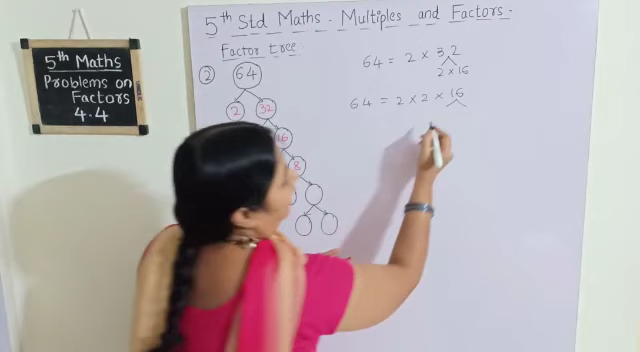 5th Std Maths - Multiples and Factors.
5th Maths
Problems on
Factors
4.4
Factor tree
② 64
2 32
16
8
64 = 2 × 32
2 × 16
64 = 2 × 2 × 16